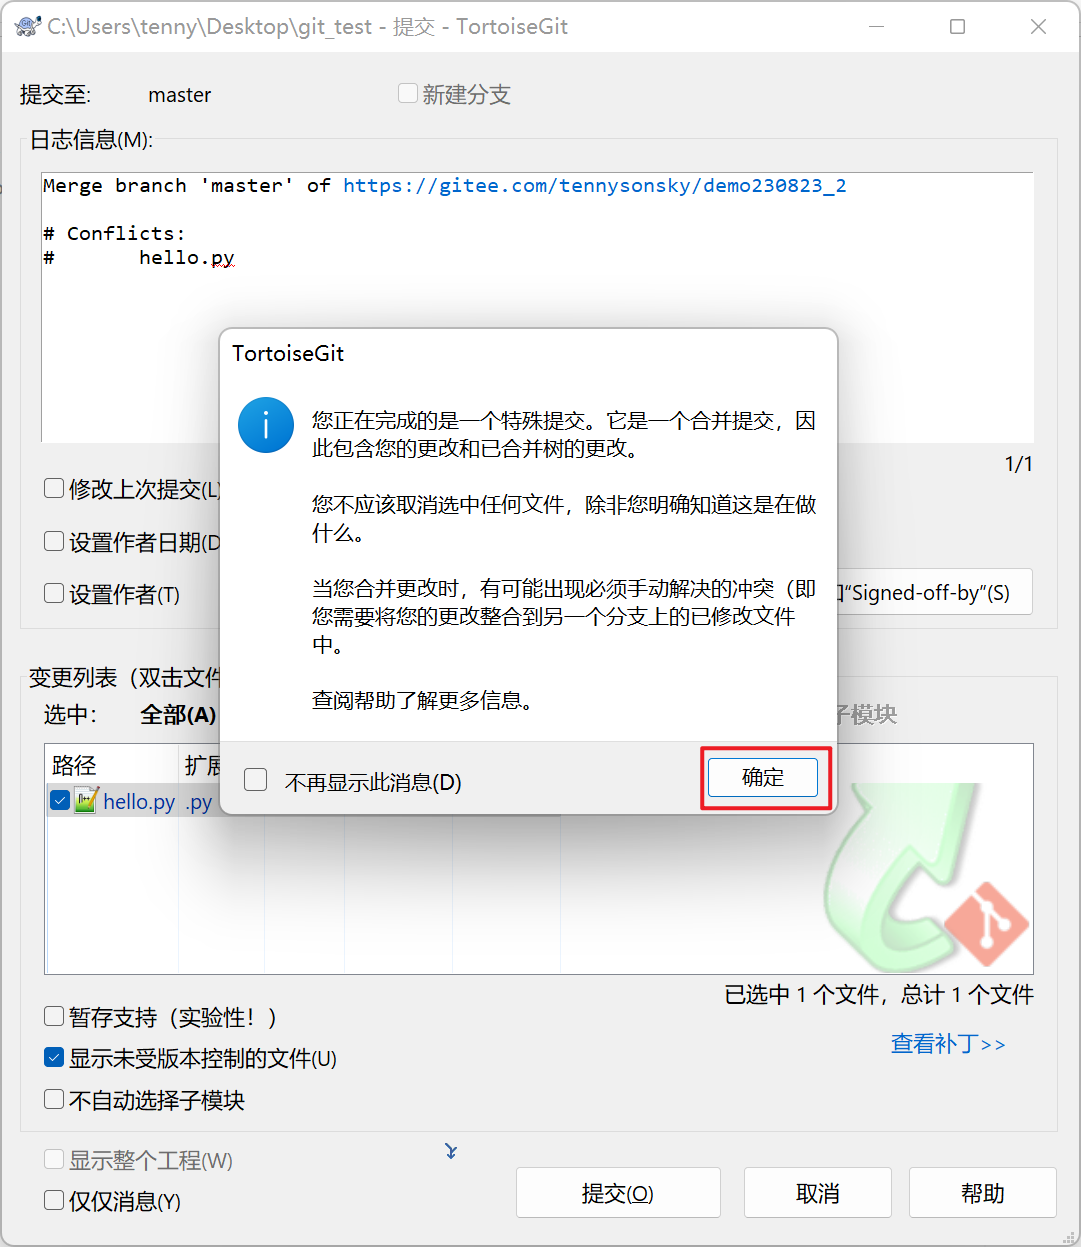 C:\Users\tenny\Desktop\git_test - 提交 - TortoiseGit
提交至: master 新建分支
日志信息(M):
Merge branch 'master' of https://gitee.com/tennysonsky/demo230823_2
# Conflicts:
# hello.py
TortoiseGit
您正在完成的是一个特殊提交。它是一个合并提交，因
此包含您的更改和已合并树的更改。
您不应该取消选中任何文件，除非您明确知道这是在做
什么。
当您合并更改时，有可能出现必须手动解决的冲突（即
您需要将您的更改整合到另一个分支上的已修改文件
中。
查阅帮助了解更多信息。
不再显示此消息(D)
确定
1/1
修改上次提交(L)
设置作者日期(D
设置作者(T)
"Signed-off-by"(S)
变更列表（双击文件
选中： 全部(A)
子模块
路径 扩展
hello.py .py
已选中 1 个文件，总计 1 个文件
暂存支持（实验性！）
查看补丁>>
显示未受版本控制的文件(U)
不自动选择子模块
显示整个工程(W)
仅仅消息(Y)
提交(O) 取消 帮助